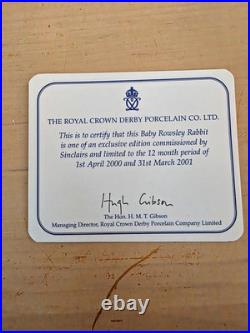 THE ROYAL CROWN DERBY PORCELAIN CO. LTD.
This is to certify that this Baby Rowsley Rabbit
is one of an exclusive edition commissioned by
Sinclairs and limited to the 12 month period of
1st April 2000 and 31st March 2001
Hugh Gibson
The Hon. H. M. T. Gibson
Managing Director, Royal Crown Derby Porcelain Company Limited
thebritishporcelain.com